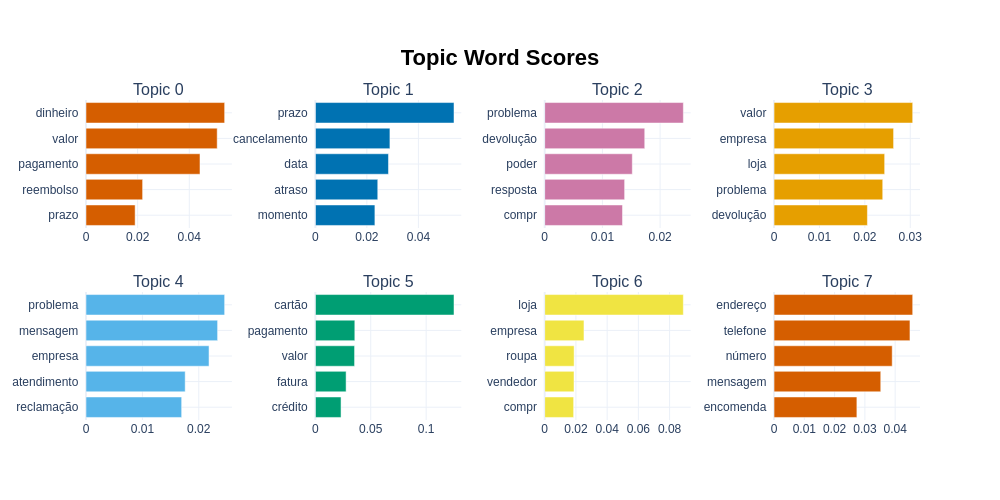 Topic Word Scores
Topic 0
dinheiro
valor
pagamento
reembolso
prazo
0 0.02 0.04
Topic 1
prazo
cancelamento
data
atraso
momento
0 0.02 0.04
Topic 2
problema
devolução
poder
resposta
compr
0 0.01 0.02
Topic 3
valor
empresa
loja
problema
devolução
0 0.01 0.02 0.03
Topic 4
problema
mensagem
empresa
atendimento
reclamação
0 0.01 0.02
Topic 5
cartão
pagamento
valor
fatura
crédito
0 0.05 0.1
Topic 6
loja
empresa
roupa
vendedor
compr
0 0.02 0.04 0.06 0.08
Topic 7
endereço
telefone
número
mensagem
encomenda
0 0.01 0.02 0.03 0.04